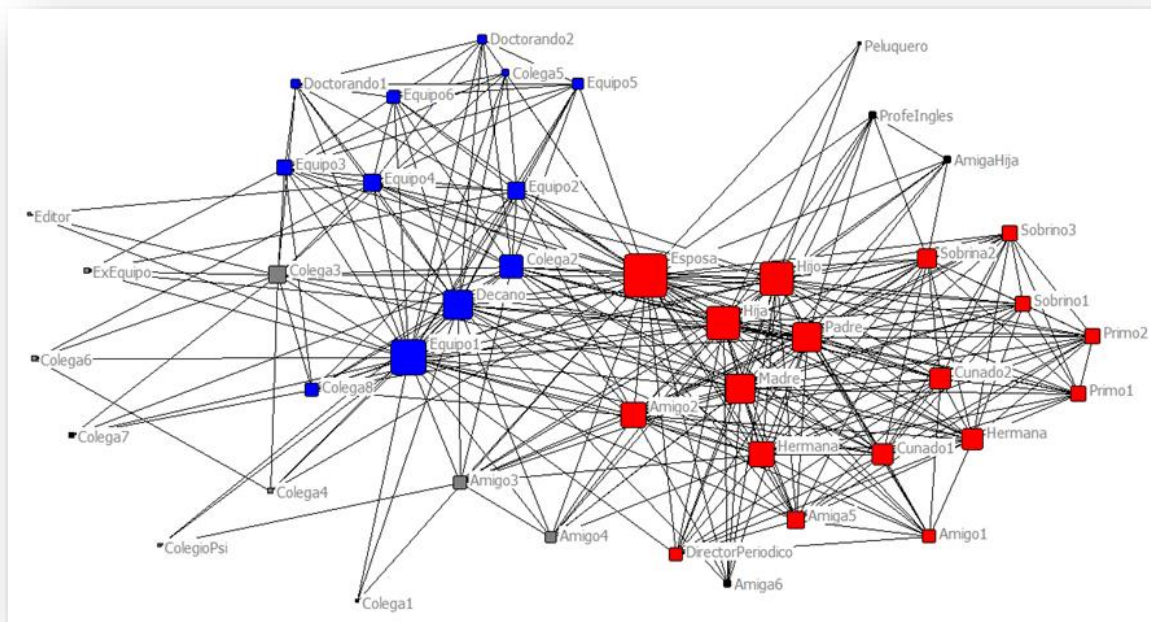 Doctorando2
Peluquero
Colega5
Doctorando1
Equipo5
Equipo6
ProfeIngles
AmigaHija
Equipo3
Equipo4
Equipo2
Editor
Sobrino3
Sobrina2
Esposa
Colega2
Hijo
ExEquipo
Colega3
Decano
Sobrino1
Hija
Padre
Primo2
Equipo1
Colega6
Cunado2
Madre
Colega8
Primo1
Amigo2
Colega7
Hermana
Hermana
Cunado1
Amigo3
Colega4
Amiga5
Amigo4
Amigo1
ColegioPsi
DirectorPeriodico
Amiga6
Colega1